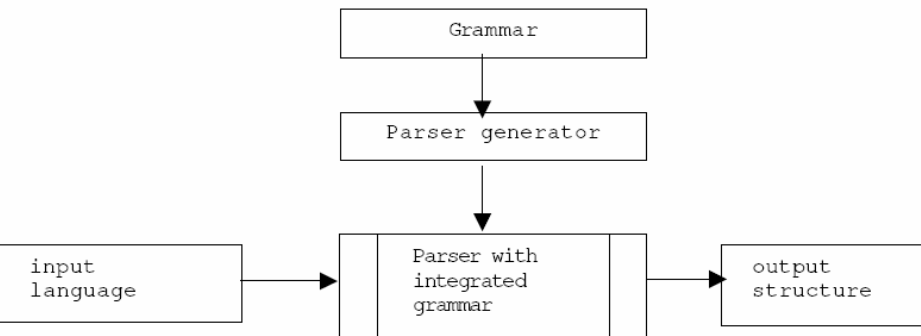 Grammar
Parser generator
input
language
Parser with
integrated
grammar
output
structure